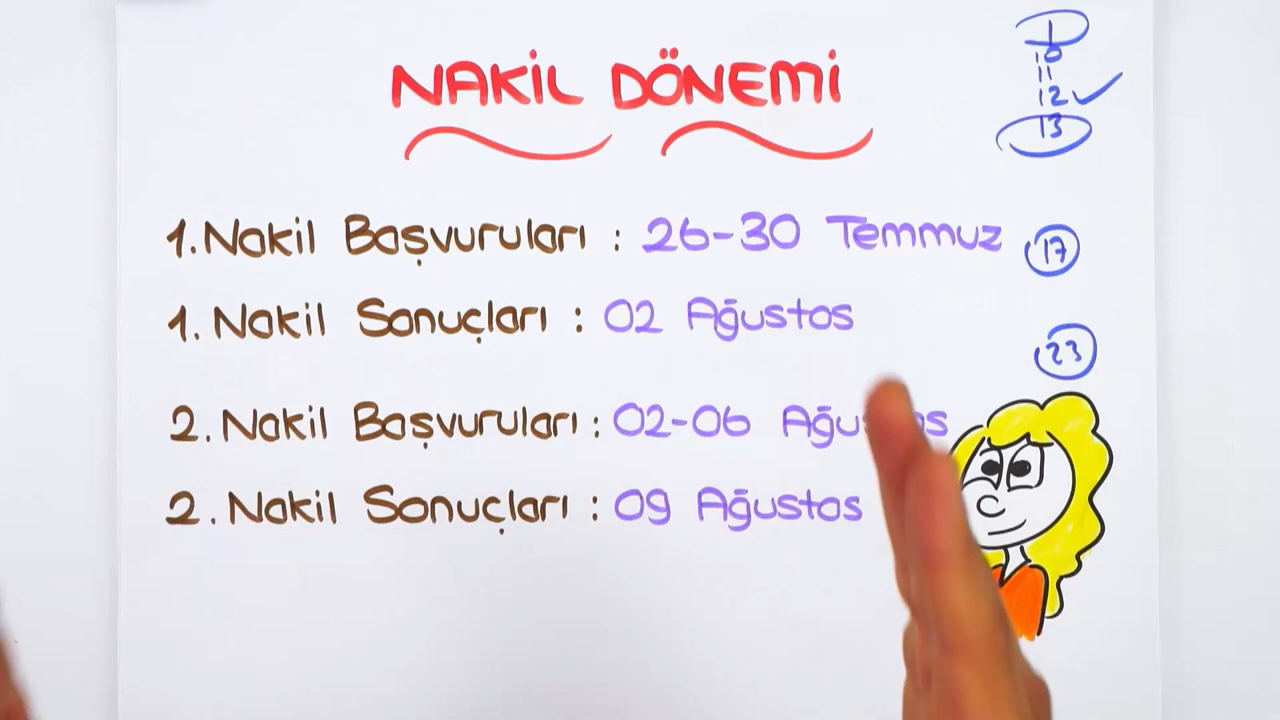 NAKİL DÖNEMİ
1. Nakil Başvuruları : 26-30 Temmuz
1. Nakil Sonuçları : 02 Ağustos
2. Nakil Başvuruları : 02-06
2. Nakil Sonuçları : 09 Ağustos
10
11
12
13
17
23